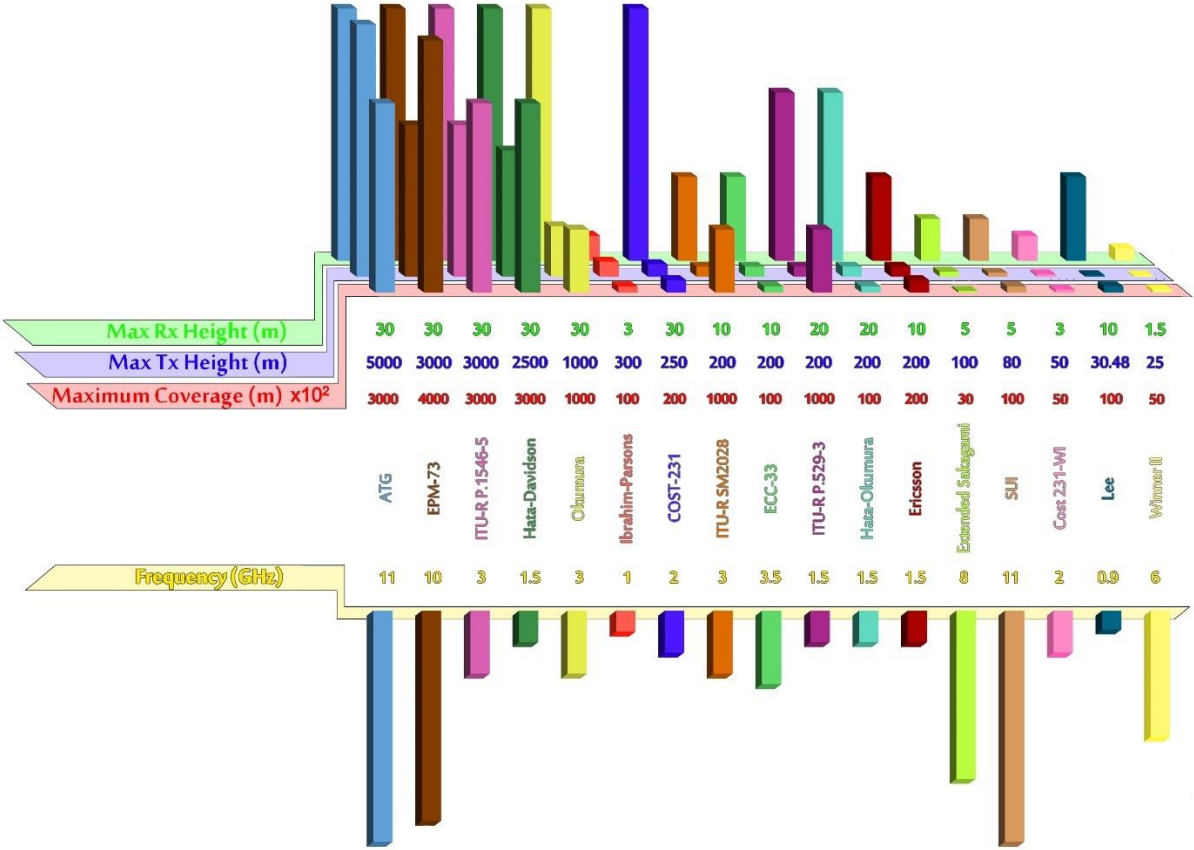 Max Rx Height (m) 30 30 30 30 30 3 30 10 10 20 20 10 5 5 3 10 1.5
Max Tx Height (m) 5000 3000 3000 2500 1000 300 250 200 200 200 200 200 100 80 50 30.48 25
Maximum Coverage (m) x10² 3000 4000 3000 3000 1000 100 200 1000 100 1000 100 200 30 100 50 100 50
ATG
EPM-73
ITU-R P.1546-5
Hata-Davidson
Okumura
Ibrahim-Parsons
COST-231
ITU-R SM2028
ECC-33
ITU-R P.529-3
Hata-Okumura
Ericsson
Extended Sakagami
SUI
Cost 231-WI
Lee
Winner II
Frequency (GHz) 11 10 3 1.5 3 1 2 3 3.5 1.5 1.5 1.5 8 11 2 0.9 6